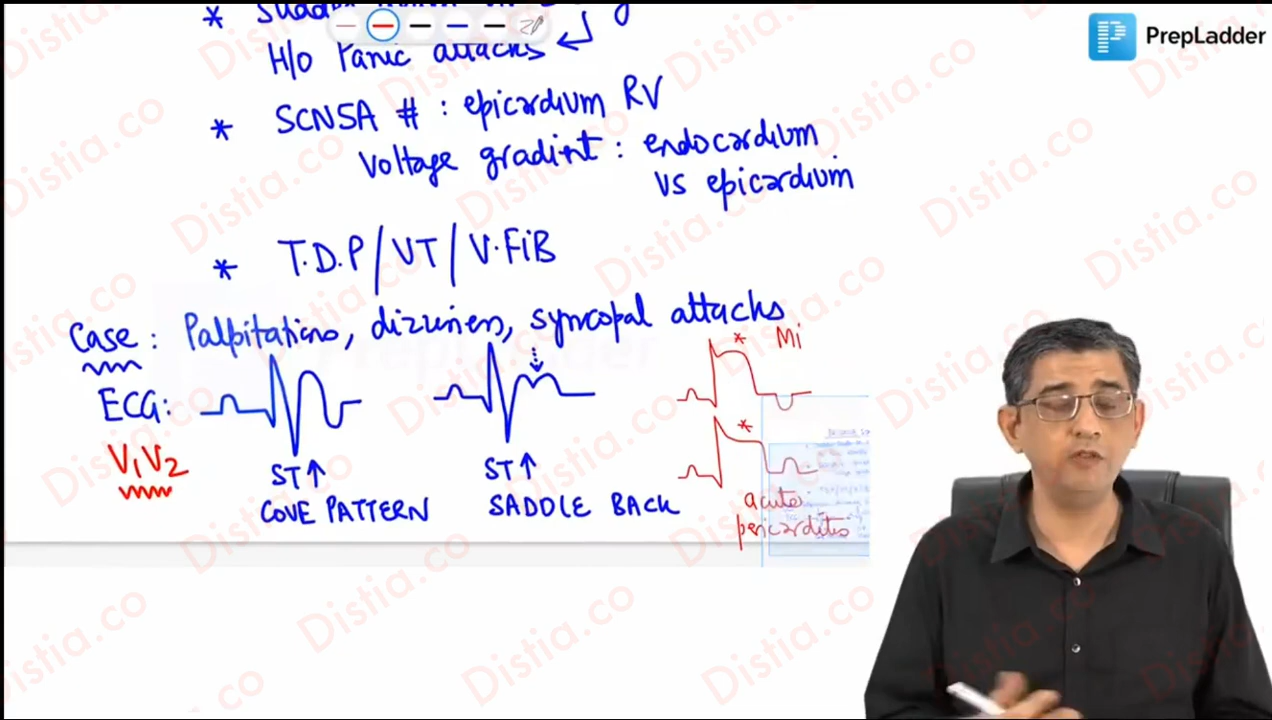 PrepLadder
H/O Panic attacks
* SCN5A # : epicardium RV
Voltage gradient : endocardium
vs epicardium
* T.D.P/VT/V.FiB
Case : Palpitations, dizziness, syncopal attacks
Mi
ECG:
V1V2
ST↑
COVE PATTERN
ST↑
SADDLE BACK
acute
pericarditis
Distia.co